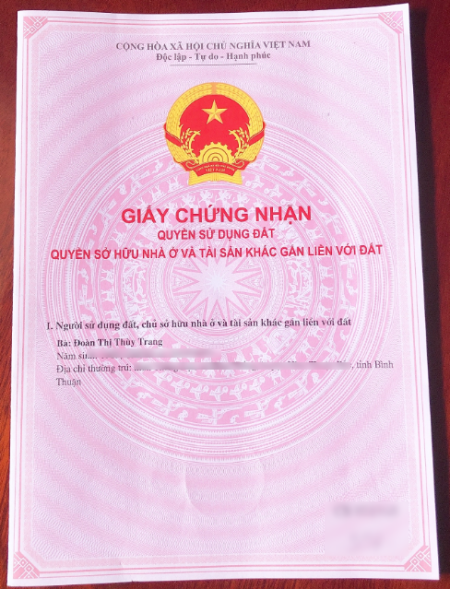 CỘNG HÒA XÃ HỘI CHỦ NGHĨA VIỆT NAM
Độc lập - Tự do - Hạnh phúc
GIẤY CHỨNG NHẬN
QUYỀN SỬ DỤNG ĐẤT
QUYỀN SỞ HỮU NHÀ Ở VÀ TÀI SẢN KHÁC GẮN LIỀN VỚI ĐẤT
I. Người sử dụng đất, chủ sở hữu nhà ở và tài sản khác gắn liền với đất
Bà: Đoàn Thị Thùy Trang
Năm
Địa chỉ thường trú: tỉnh Bình
Thuận